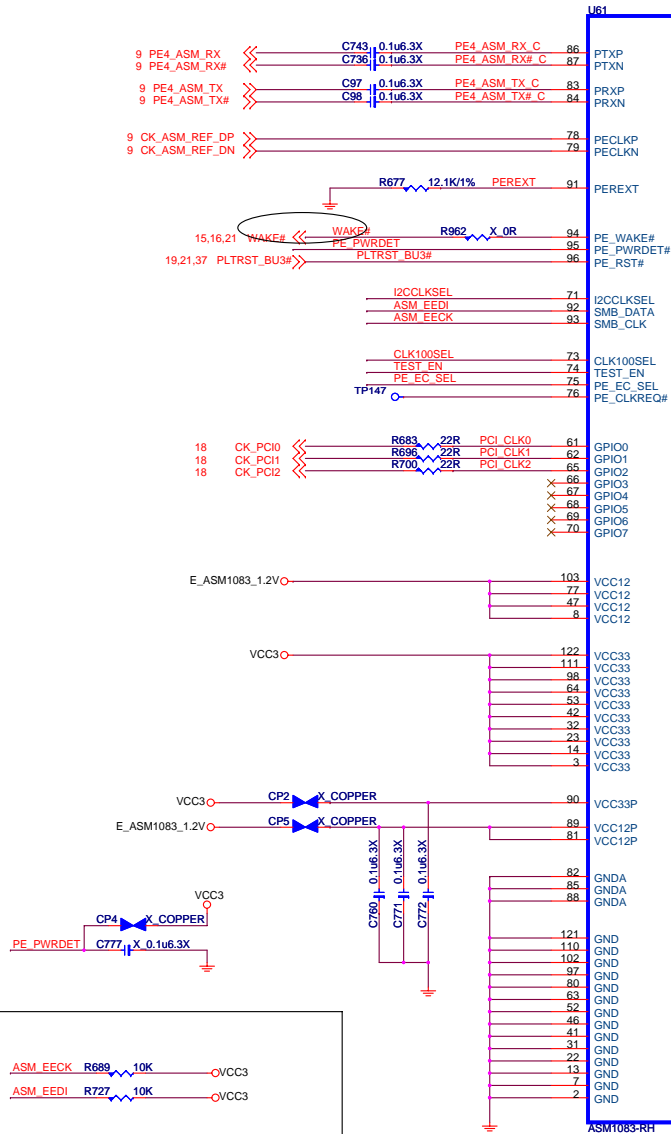 U61
9 PE4_ASM_RX C743 0.1u6.3X PE4_ASM_RX_C 86 PTXP
9 PE4_ASM_RX# C736 0.1u6.3X PE4_ASM_RX#_C 87 PTXN
9 PE4_ASM_TX C97 0.1u6.3X PE4_ASM_TX_C 83 PRXP
9 PE4_ASM_TX# C98 0.1u6.3X PE4_ASM_TX#_C 84 PRXN
9 CK_ASM_REF_DP 78 PECLKP
9 CK_ASM_REF_DN 79 PECLKN
R677 12.1K/1% PEREXT 91 PEREXT
15,16,21 WAKE# WAKE# R962 X_0R 94 PE_WAKE#
PE_PWRDET 95 PE_PWRDET#
19,21,37 PLTRST_BU3# PLTRST_BU3# 96 PE_RST#
I2CCLKSEL 71 I2CCLKSEL
ASM_EEDI 92 SMB_DATA
ASM_EECK 93 SMB_CLK
CLK100SEL 73 CLK100SEL
TEST_EN 74 TEST_EN
PE_EC_SEL 75 PE_EC_SEL
TP147 76 PE_CLKREQ#
18 CK_PCI0 R683 22R PCI_CLK0 61 GPIO0
18 CK_PCI1 R696 22R PCI_CLK1 62 GPIO1
18 CK_PCI2 R700 22R PCI_CLK2 65 GPIO2
66 GPIO3
67 GPIO4
68 GPIO5
69 GPIO6
70 GPIO7
E_ASM1083_1.2V 103 VCC12
77 VCC12
47 VCC12
8 VCC12
VCC3 122 VCC33
111 VCC33
98 VCC33
64 VCC33
53 VCC33
42 VCC33
32 VCC33
23 VCC33
14 VCC33
3 VCC33
VCC3 CP2 X_COPPER 90 VCC33P
E_ASM1083_1.2V CP5 X_COPPER 89 VCC12P
81 VCC12P
C760 0.1u6.3X
C771 0.1u6.3X
C772 0.1u6.3X
82 GNDA
85 GNDA
88 GNDA
VCC3
CP4 X_COPPER
PE_PWRDET C777 X_0.1u6.3X
121 GND
110 GND
102 GND
97 GND
80 GND
63 GND
52 GND
46 GND
41 GND
31 GND
22 GND
13 GND
7 GND
2 GND
ASM_EECK R689 10K VCC3
ASM_EEDI R727 10K VCC3
ASM1083-RH